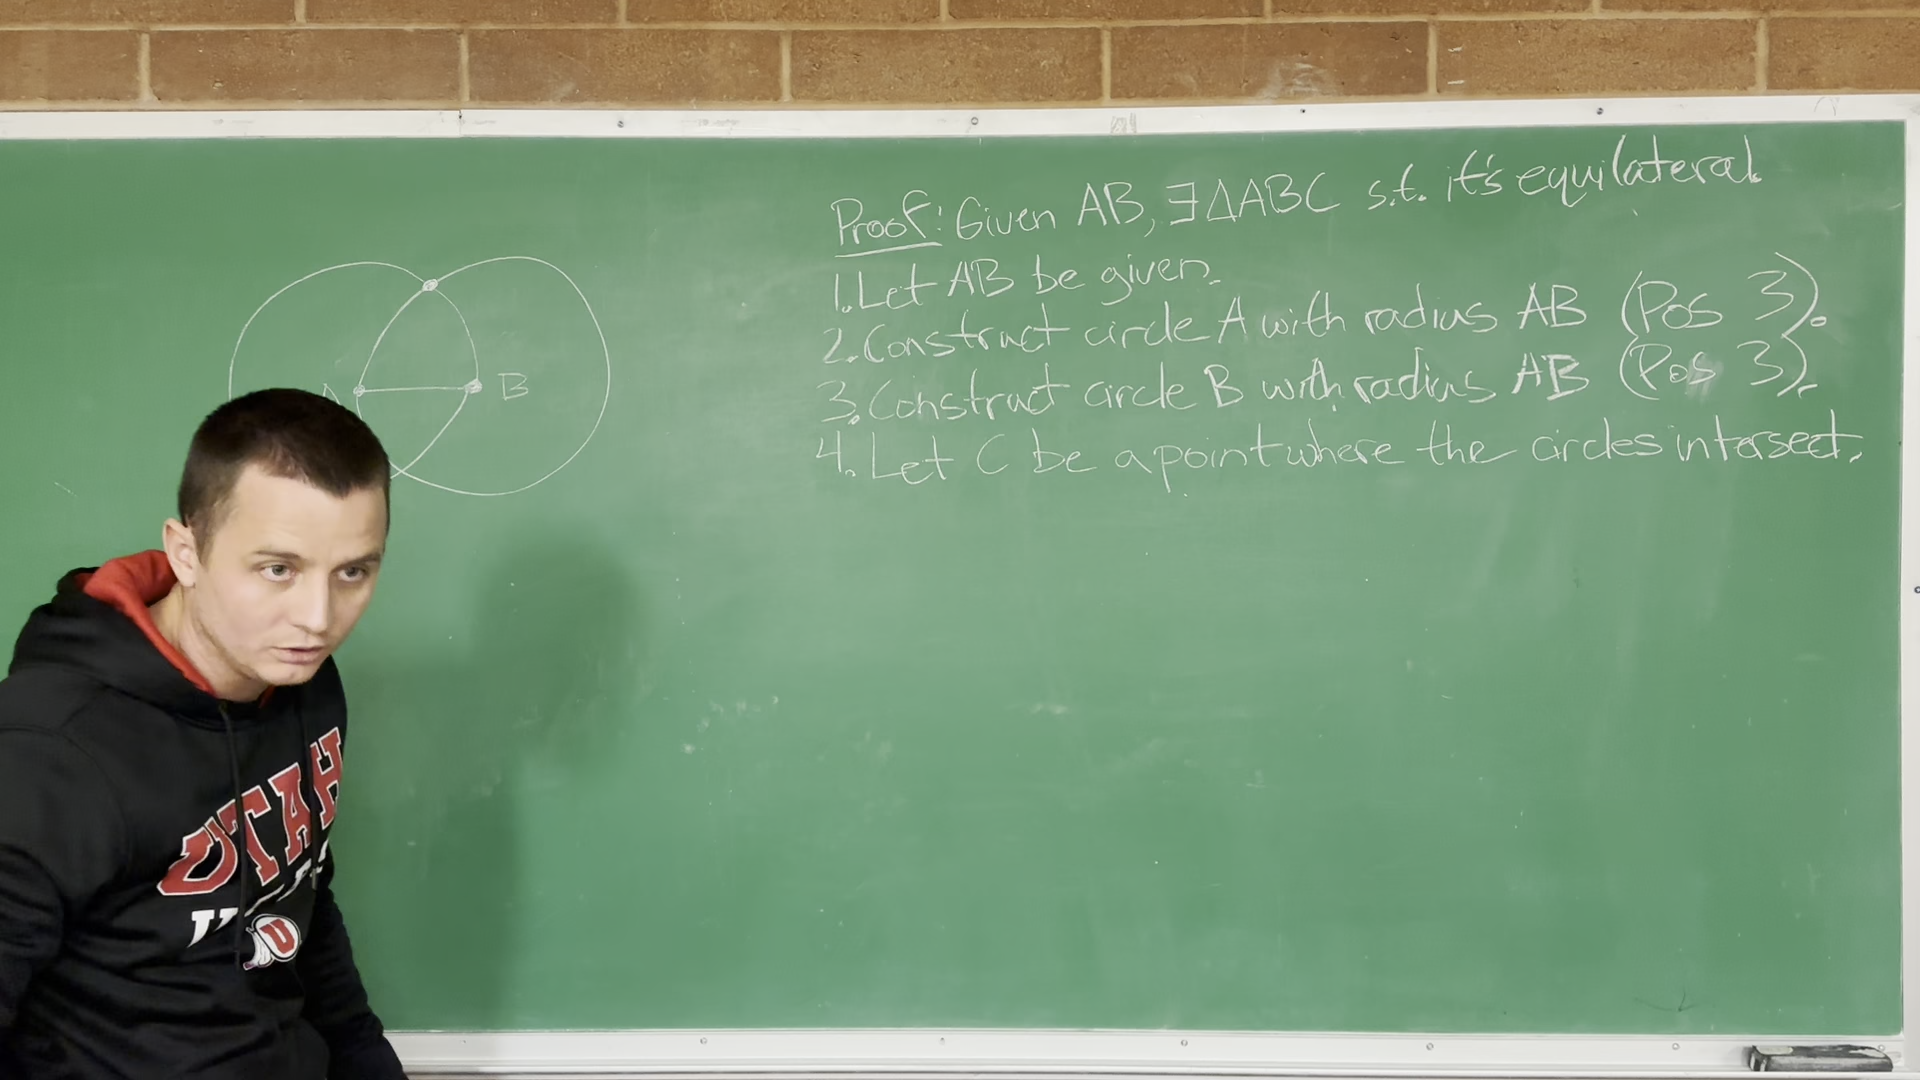 Proof: Given AB, ∃ΔABC s.t. it's equilateral.
1. Let AB be given.
2. Construct circle A with radius AB (Pos 3).
3. Construct circle B with radius AB (Pos 3).
4. Let C be a point where the circles intersect.
B
UTAH
U